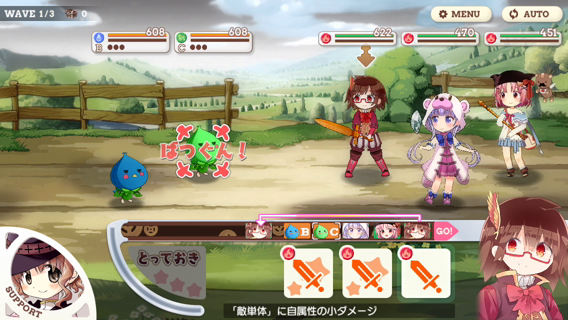 WAVE 1/3 0
MENU
AUTO
B 608
C 608
622
470
451
ばつぐん!
B C GO!
とっておき
SUPPORT
「敵単体」に自属性の小ダメージ